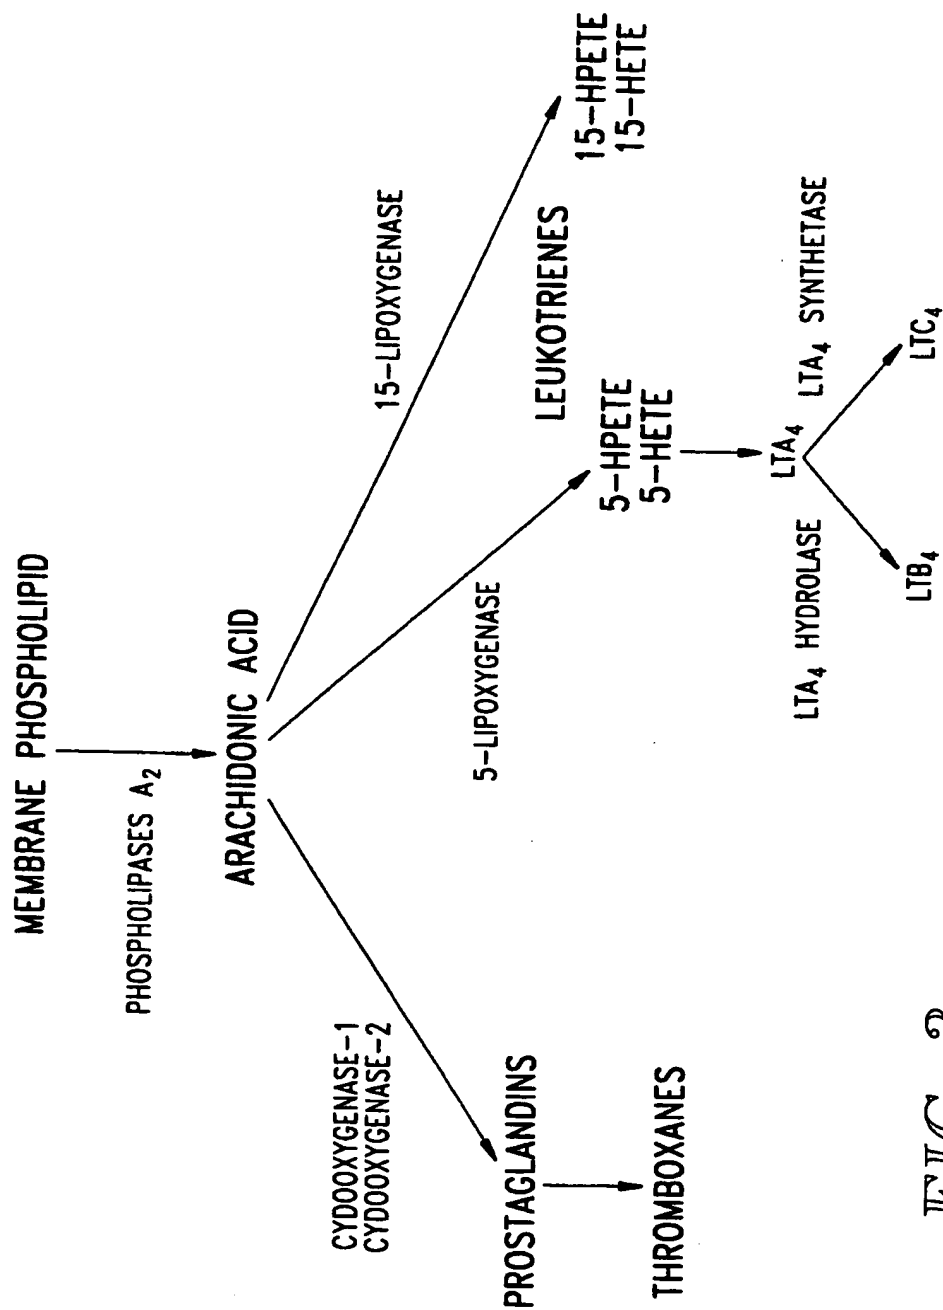 MEMBRANE PHOSPHOLIPID
PHOSPHOLIPASES A₂
ARACHIDONIC ACID
CYDOOXYGENASE-1
CYDOOXYGENASE-2
5-LIPOXYGENASE
15-LIPOXYGENASE
PROSTAGLANDINS
THROMBOXANES
LEUKOTRIENES
5-HPETE
5-HETE
15-HPETE
15-HETE
LTA₄ HYDROLASE
LTA₄
LTA₄ SYNTHETASE
LTB₄
LTC₄